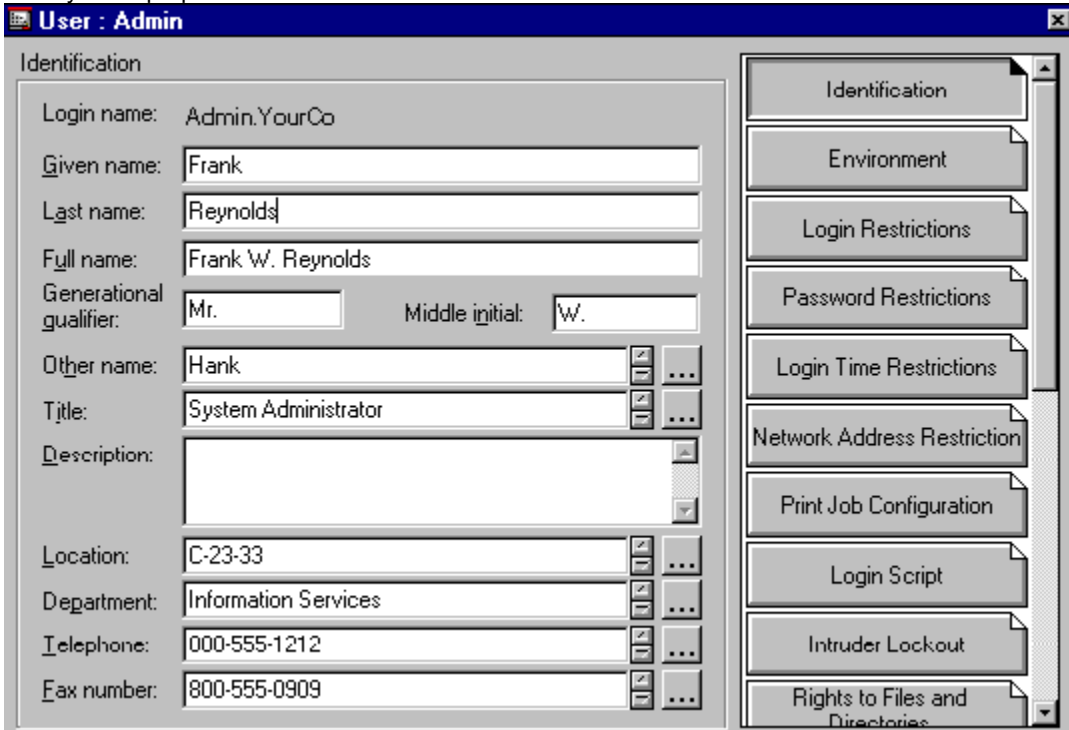 User : Admin
Identification
Login name: Admin.YourCo
Given name: Frank
Last name: Reynolds
Full name: Frank W. Reynolds
Generational
qualifier: Mr. Middle initial: W.
Other name: Hank ...
Title: System Administrator ...
Description:
Location: C-23-33 ...
Department: Information Services ...
Telephone: 000-555-1212 ...
Fax number: 800-555-0909 ...
Identification
Environment
Login Restrictions
Password Restrictions
Login Time Restrictions
Network Address Restriction
Print Job Configuration
Login Script
Intruder Lockout
Rights to Files and
Directories